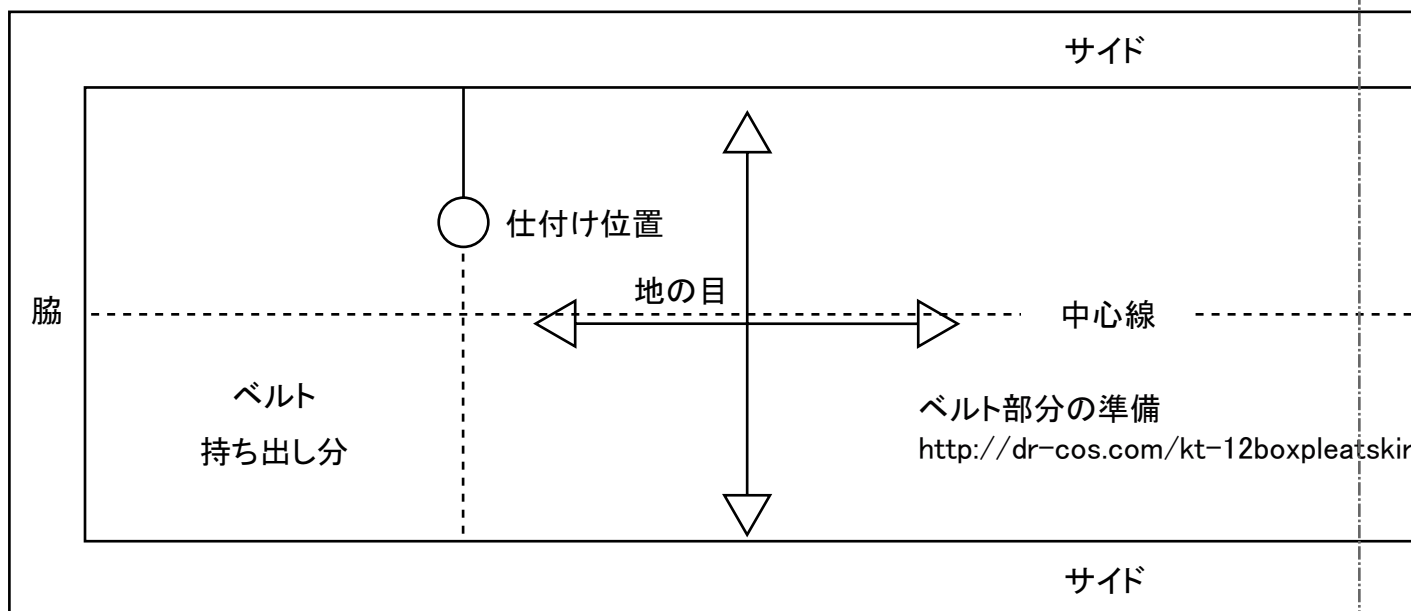 サイド
仕付け位置
地の目
脇
中心線
ベルト
持ち出し分
ベルト部分の準備
http://dr-cos.com/kt-12boxpleatskir
サイド